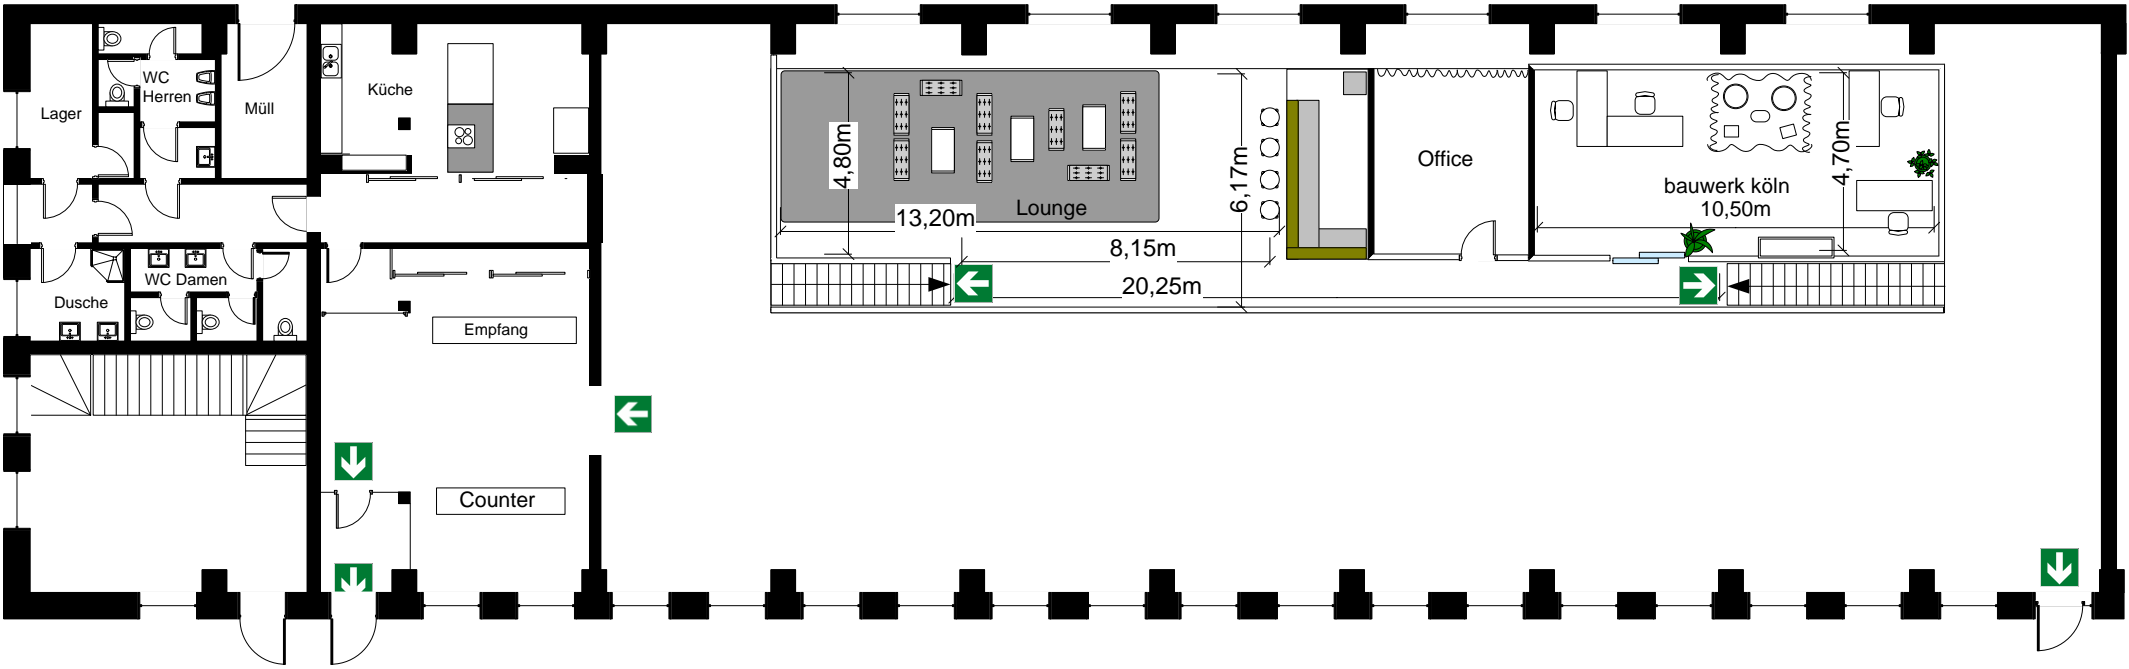 WC
Herren
Lager
Müll
Küche
WC Damen
Dusche
Empfang
Counter
4,80m
Lounge
13,20m
8,15m
20,25m
6,17m
Office
bauwerk köln
10,50m
4,70m